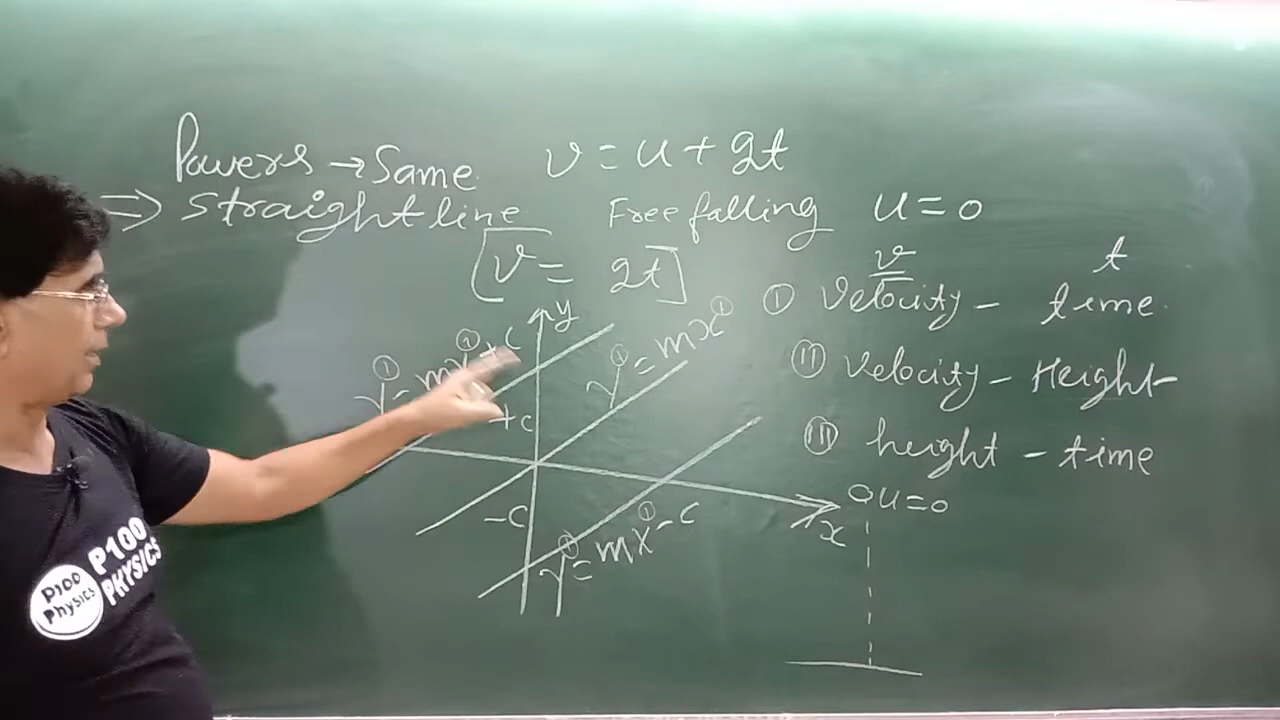 Powers → Same
⇒ Straight line
v = u + gt
Free falling u = 0
[v = gt]
v t
① Velocity - time
② Velocity - Height
③ height - time
u = 0
y
x
y = mx + c
+c
y = mx
-c
y = mx - c
P100
PHYSICS
P100
Physics